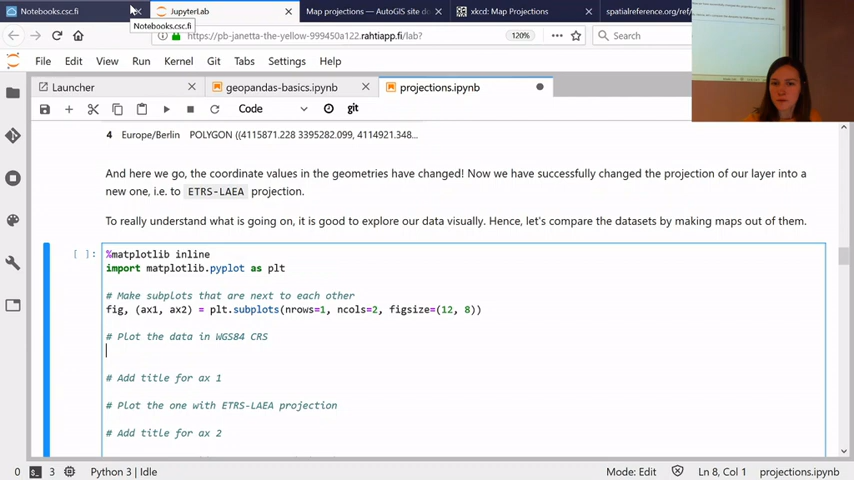 Notebooks.csc.fi
JupyterLab
Map projections — AutoGIS site de
xkcd: Map Projections
spatialreference.org/ref/
Notebooks.csc.fi
https://pb-janetta-the-yellow-999450a122.rahtiapp.fi/lab?
120%
Search
File Edit View Run Kernel Git Tabs Settings Help
Launcher
geopandas-basics.ipynb
projections.ipynb
Code
git
4 Europe/Berlin POLYGON ((4115871.228 3395282.099, 4114921.348...
And here we go, the coordinate values in the geometries have changed! Now we have successfully changed the projection of our layer into a
new one, i.e. to ETRS-LAEA projection.
To really understand what is going on, it is good to explore our data visually. Hence, let's compare the datasets by making maps out of them.
[ ]: %matplotlib inline
import matplotlib.pyplot as plt
# Make subplots that are next to each other
fig, (ax1, ax2) = plt.subplots(nrows=1, ncols=2, figsize=(12, 8))
# Plot the data in WGS84 CRS
# Add title for ax 1
# Plot the one with ETRS-LAEA projection
# Add title for ax 2
0 3 Python 3 | Idle
Mode: Edit
Ln 8, Col 1
projections.ipynb